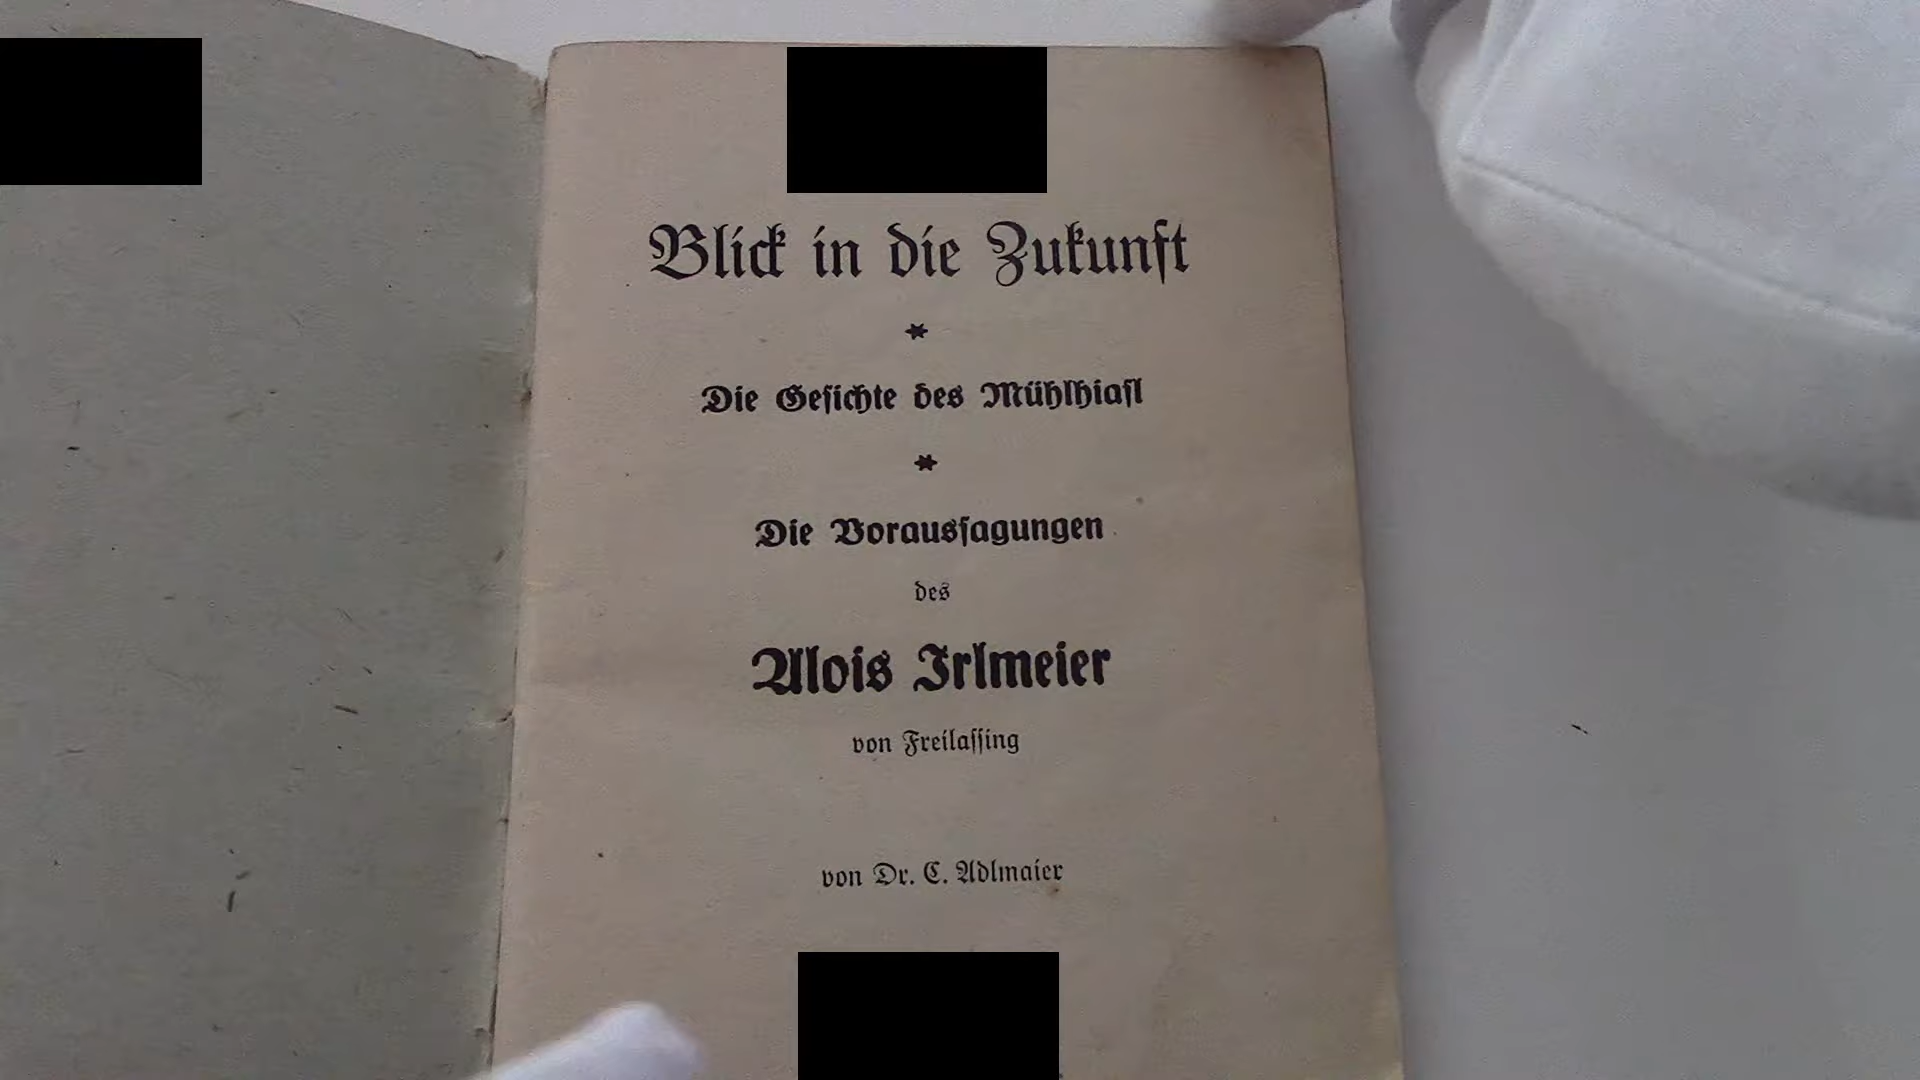 Blick in die Zukunft
*
Die Gesichte des Mühlhiasl
*
Die Voraussagungen
des
Alois Irlmeier
von Freilassing
von Dr. C. Adlmaier